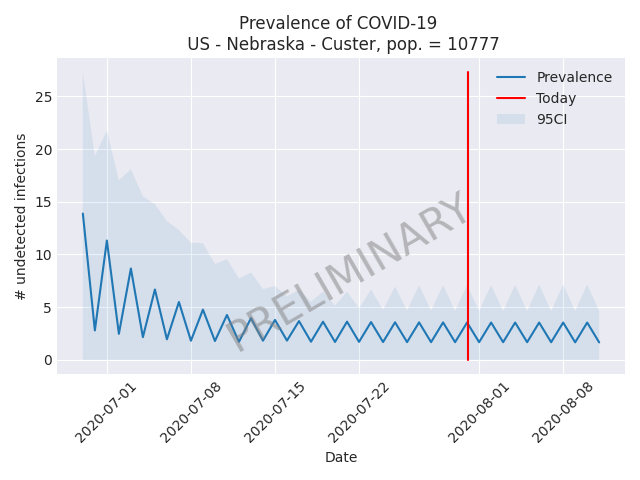 Prevalence of COVID-19
US - Nebraska - Custer, pop. = 10777
Prevalence
Today
95CI
# undetected infections
25
20
15
10
5
0
PRELIMINARY
2020-07-01
2020-07-08
2020-07-15
2020-07-22
2020-08-01
2020-08-08
Date